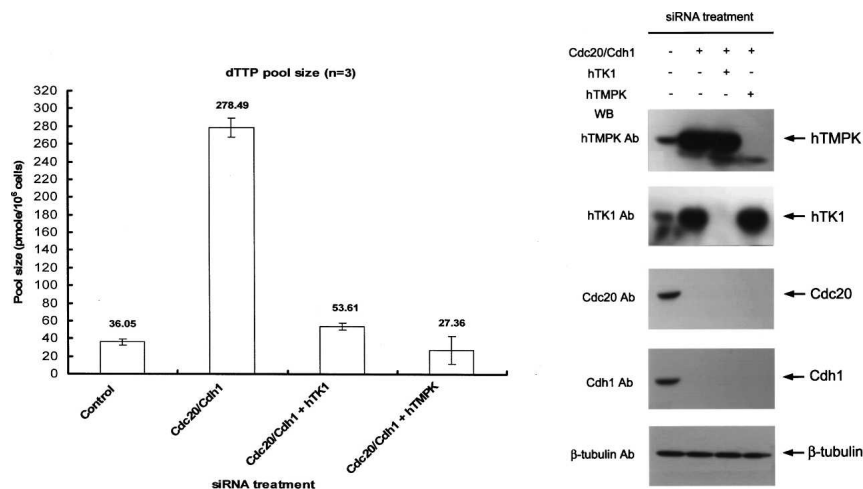 dTTP pool size (n=3)
Pool size (pmole/10⁶ cells)
320
300
280
260
240
220
200
180
160
140
120
100
80
60
40
20
0
36.05
278.49
53.61
27.36
Control
Cdc20/Cdh1
Cdc20/Cdh1 + hTK1
Cdc20/Cdh1 + hTMPK
siRNA treatment
siRNA treatment
Cdc20/Cdh1 - + + +
hTK1 - - + -
hTMPK - - - +
WB
hTMPK Ab hTMPK
hTK1 Ab hTK1
Cdc20 Ab Cdc20
Cdh1 Ab Cdh1
β-tubulin Ab β-tubulin